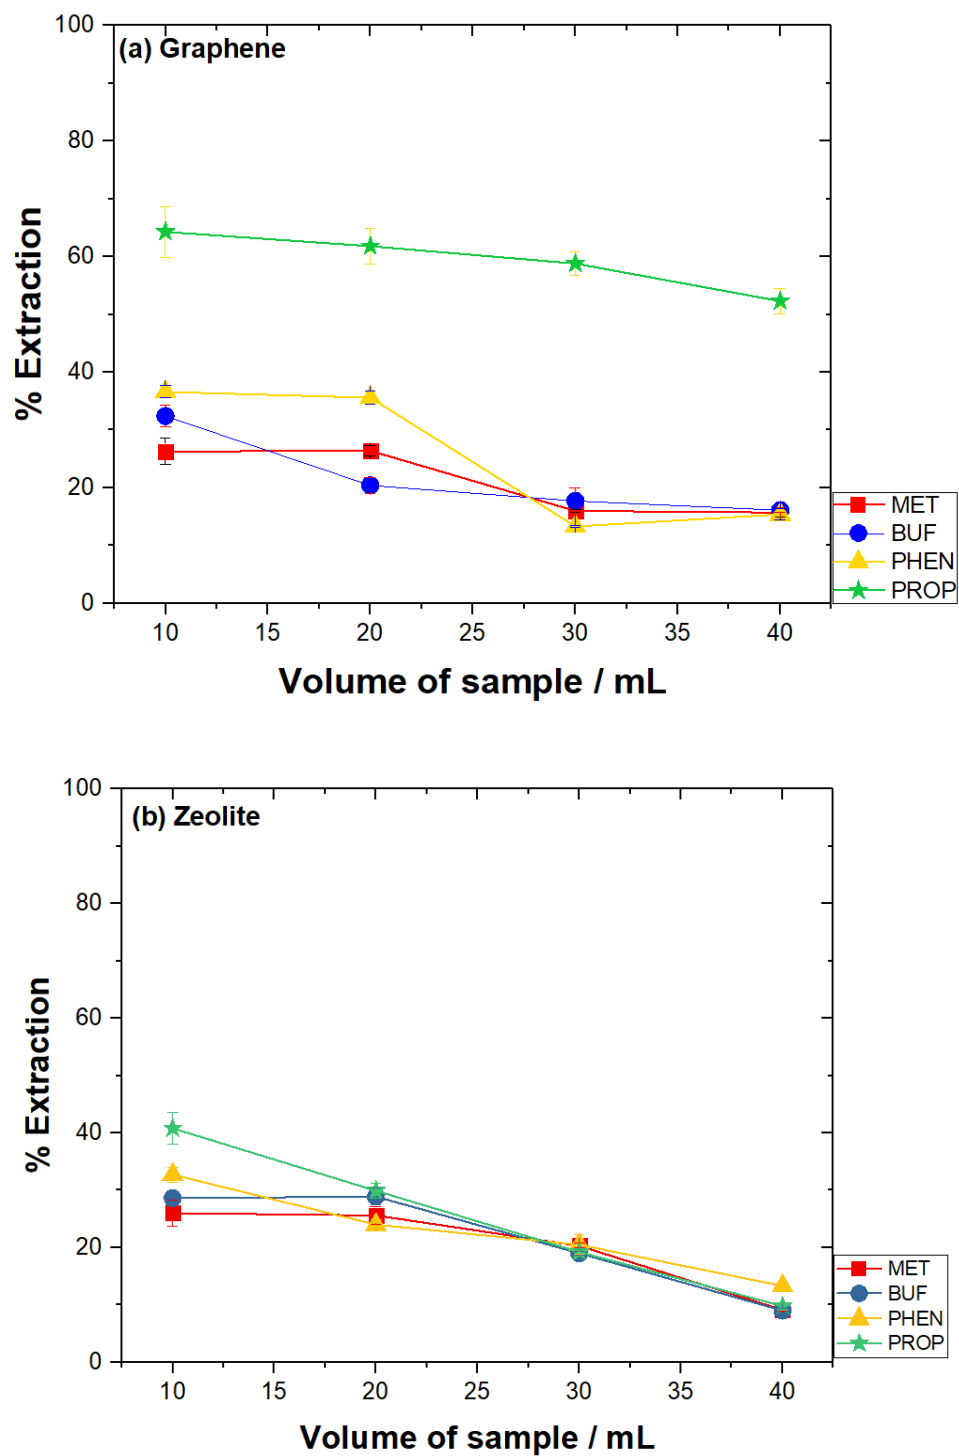 (a) Graphene
100
80
60
40
20
0
% Extraction
10 15 20 25 30 35 40
Volume of sample / mL
MET
BUF
PHEN
PROP
(b) Zeolite
100
80
60
40
20
0
% Extraction
10 15 20 25 30 35 40
Volume of sample / mL
MET
BUF
PHEN
PROP